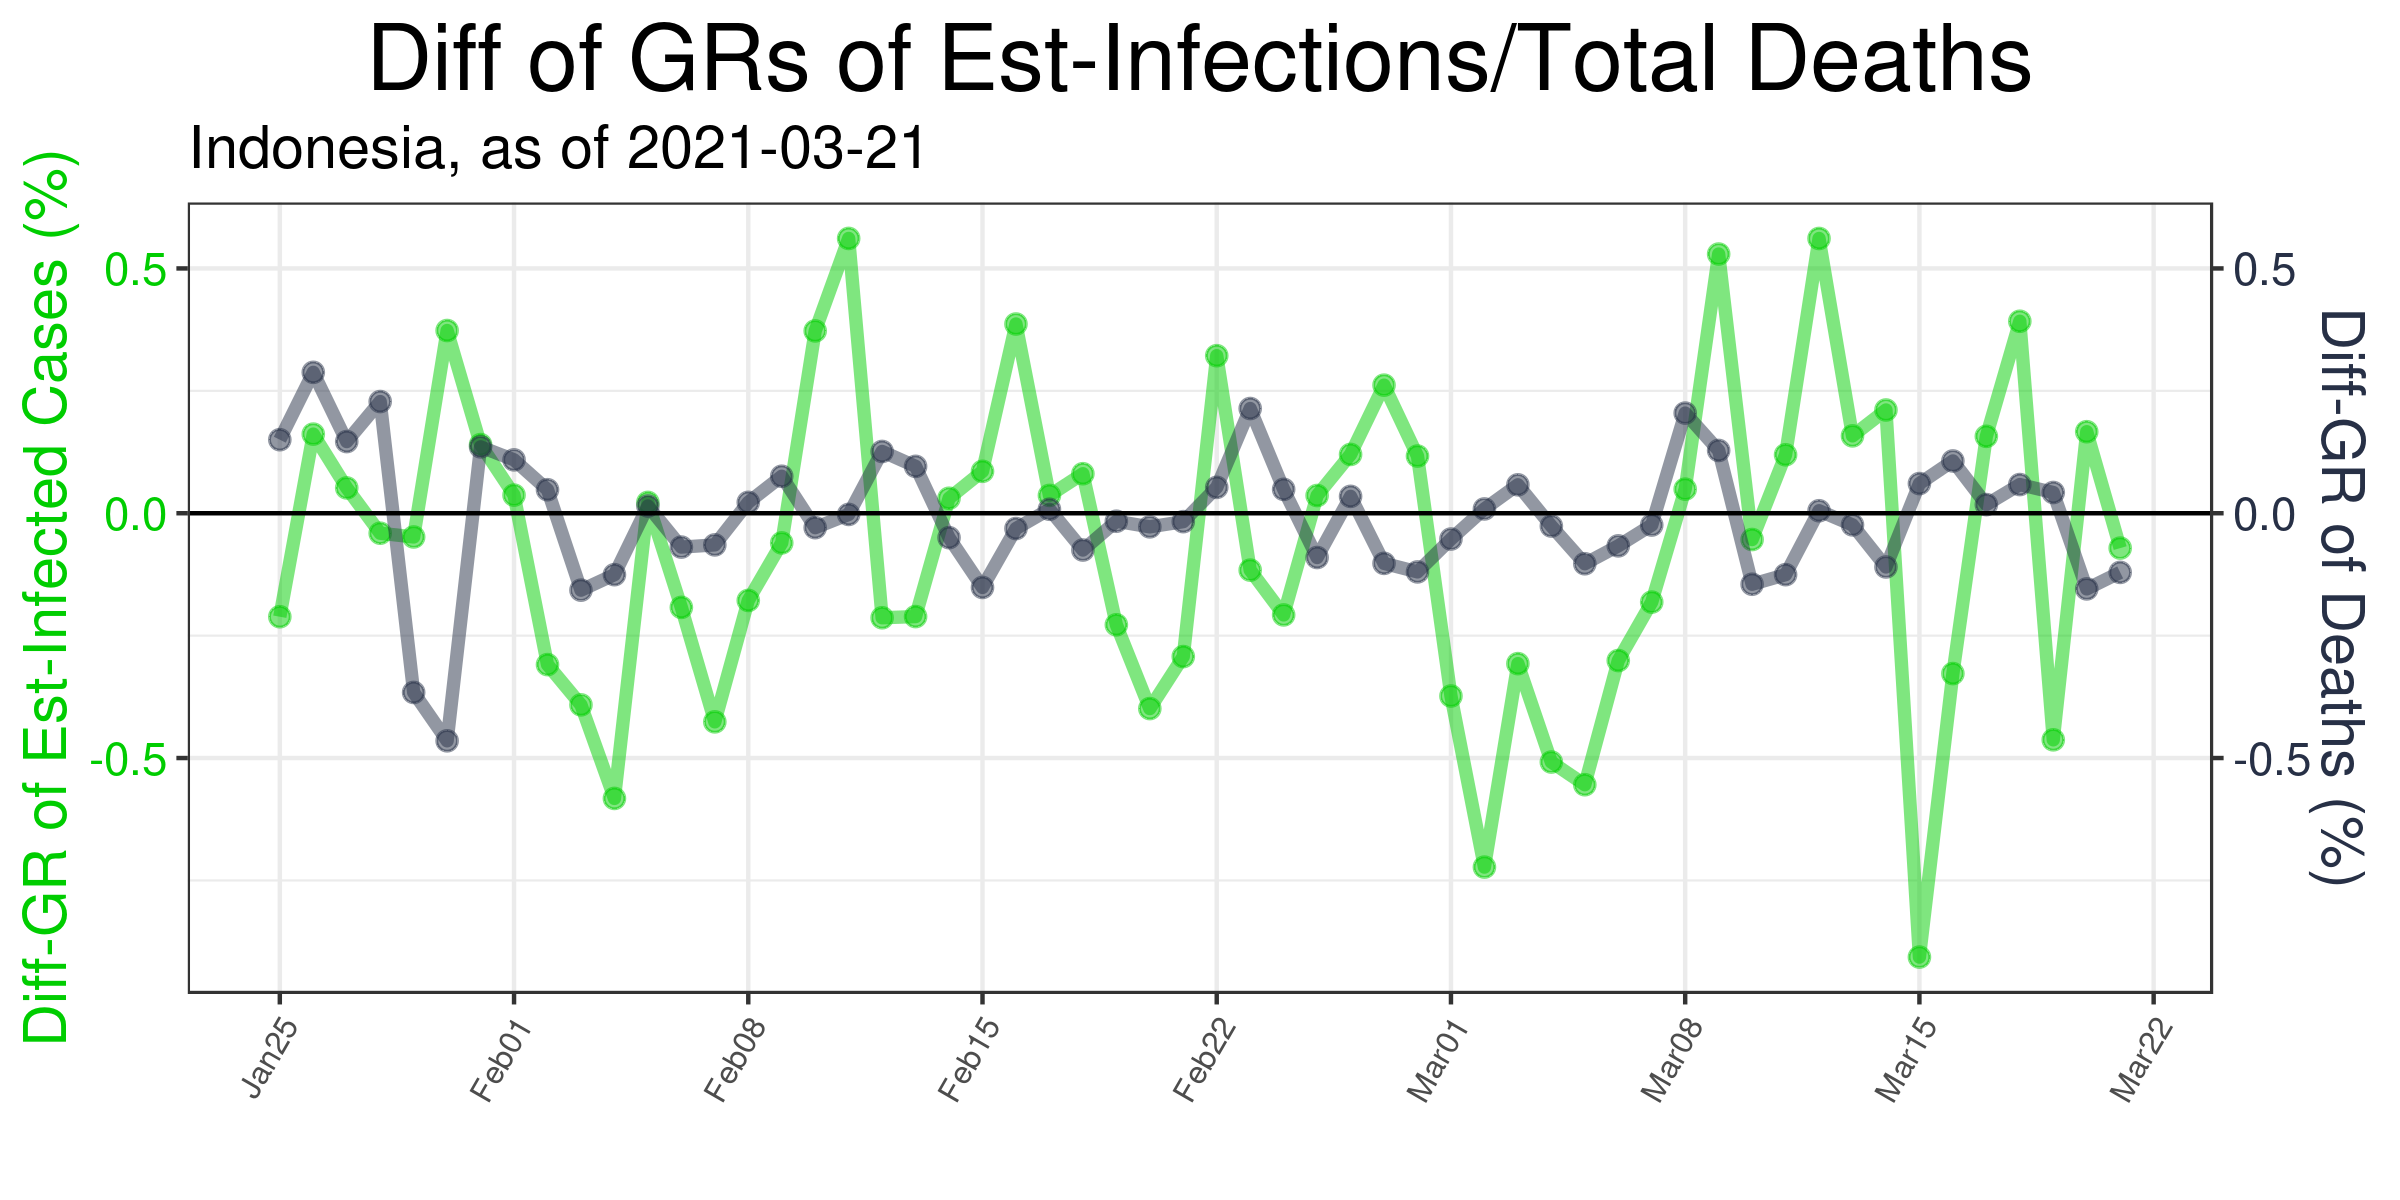 Diff of GRs of Est-Infections/Total Deaths
Indonesia, as of 2021-03-21
Diff-GR of Est-Infected Cases (%)
0.5
0.0
-0.5
0.5
0.0
-0.5
Diff-GR of Deaths (%)
Jan25
Feb01
Feb08
Feb15
Feb22
Mar01
Mar08
Mar15
Mar22